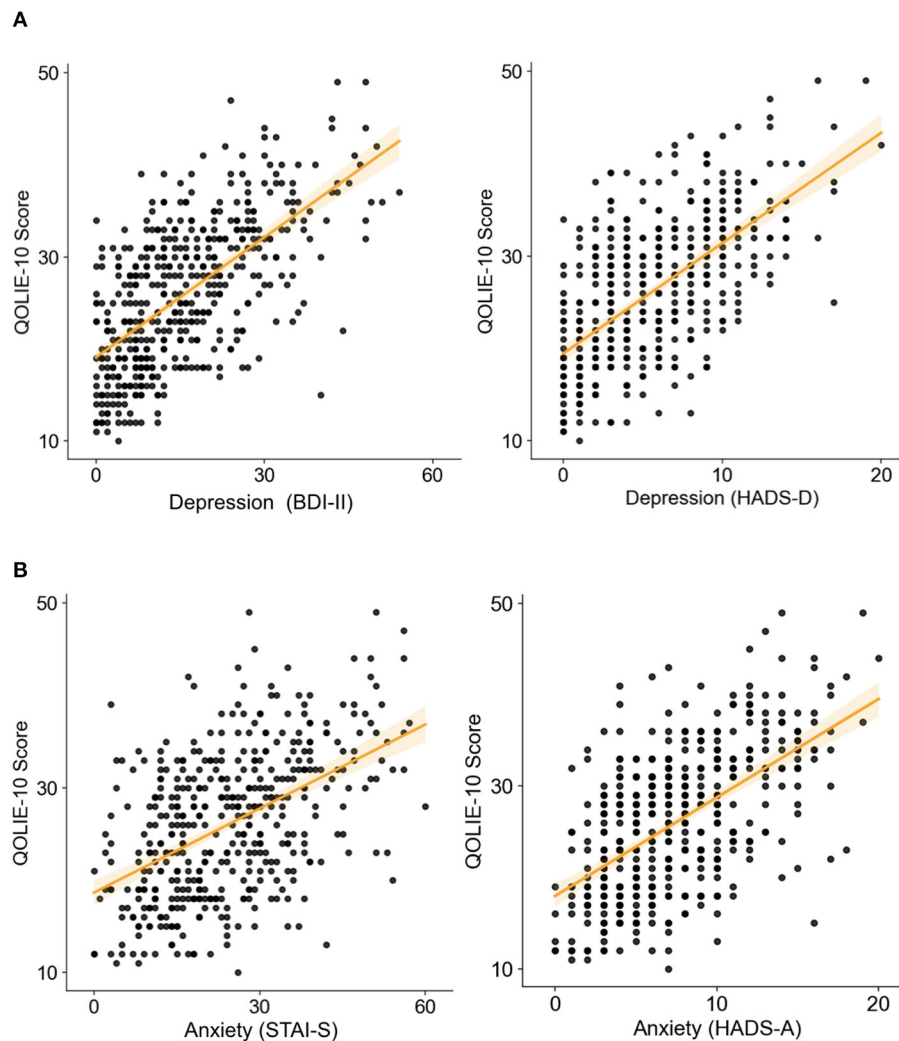 A
50
30
10
QOLIE-10 Score
0
30
60
Depression (BDI-II)
50
30
10
QOLIE-10 Score
0
10
20
Depression (HADS-D)
B
50
30
10
QOLIE-10 Score
0
30
60
Anxiety (STAI-S)
50
30
10
QOLIE-10 Score
0
10
20
Anxiety (HADS-A)